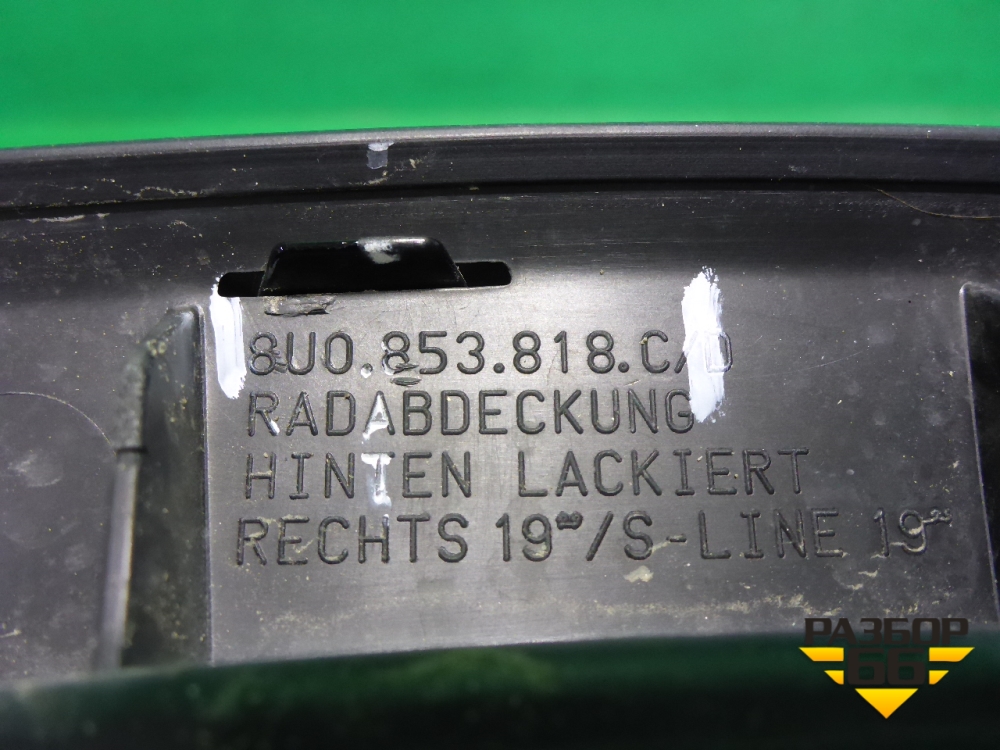 8U0.853.818.C/D
RADABDECKUNG
HINTEN LACKIERT
RECHTS 19"/S-LINE 19"
РАЗБОР
66